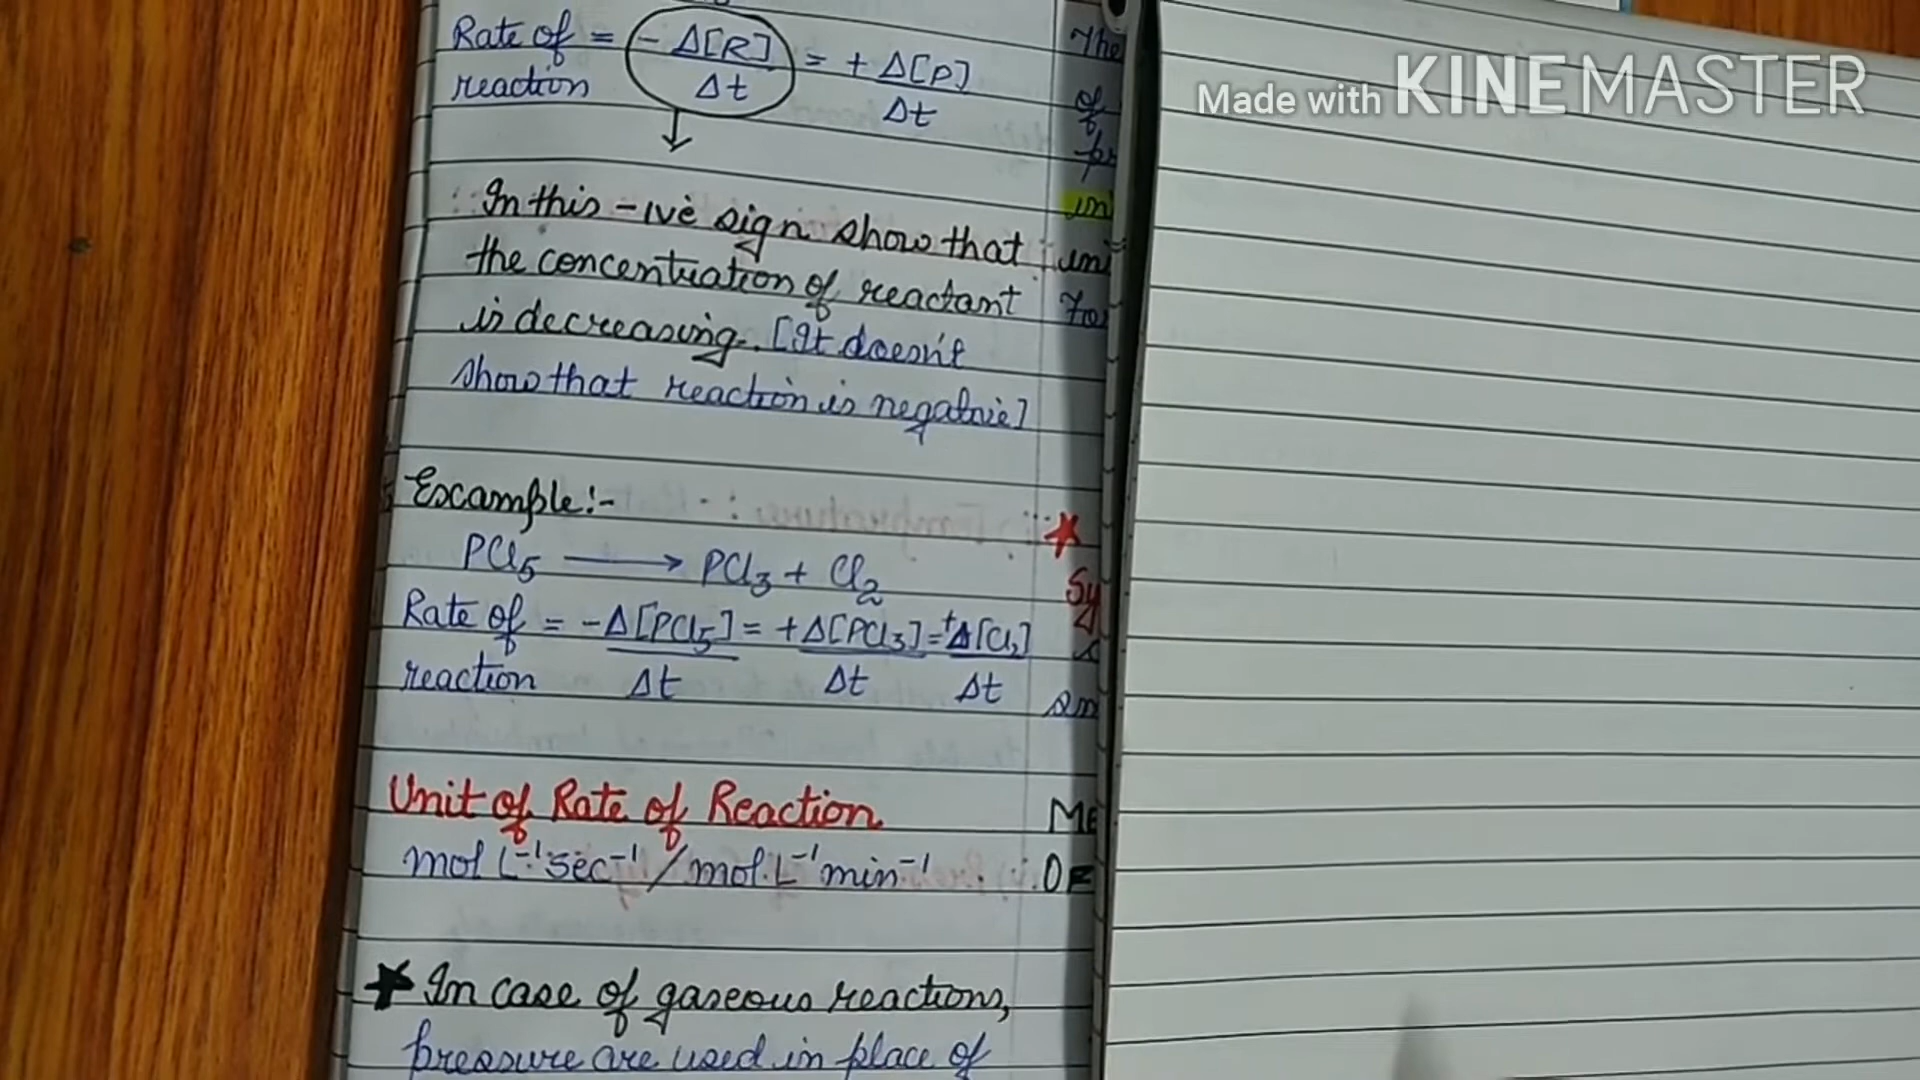 Rate of reaction = - Δ[R] / Δt = + Δ[P] / Δt
In this -ive sign show that
the concentration of reactant
is decreasing. [It doesn't
show that reaction is negative]
Example:-
PCl5 ⟶ PCl3 + Cl2
Rate of reaction = -Δ[PCl5] / Δt = +Δ[PCl3] / Δt = +Δ[Cl2] / Δt
Unit of Rate of Reaction
mol L⁻¹ sec⁻¹ / mol L⁻¹ min⁻¹
★ In case of gaseous reactions,
pressure are used in place of
The
of
Made with KINEMASTER